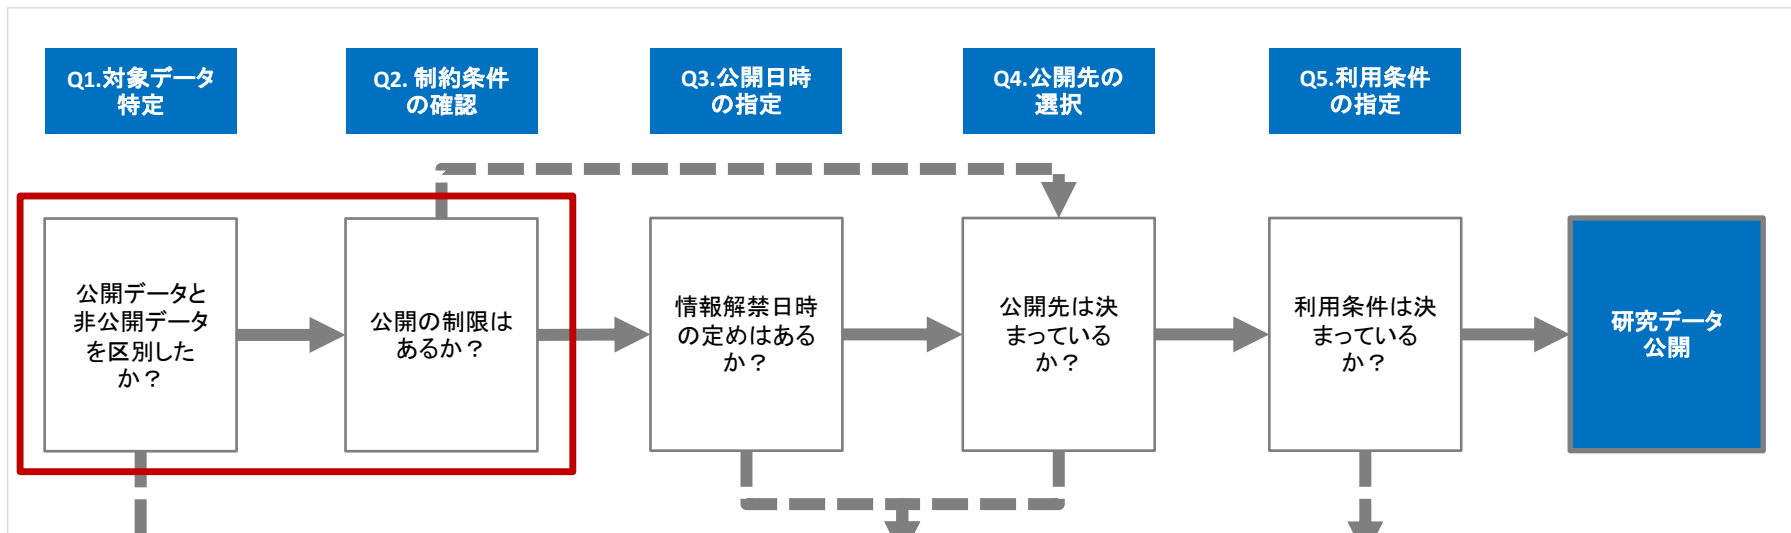 Q1.対象データ
特定
Q2. 制約条件
の確認
Q3.公開日時
の指定
Q4.公開先の
選択
Q5.利用条件
の指定
公開データと
非公開データ
を区別した
か？
公開の制限は
あるか？
情報解禁日時
の定めはある
か？
公開先は決
まっている
か？
利用条件は決
まっている
か？
研究データ
公開